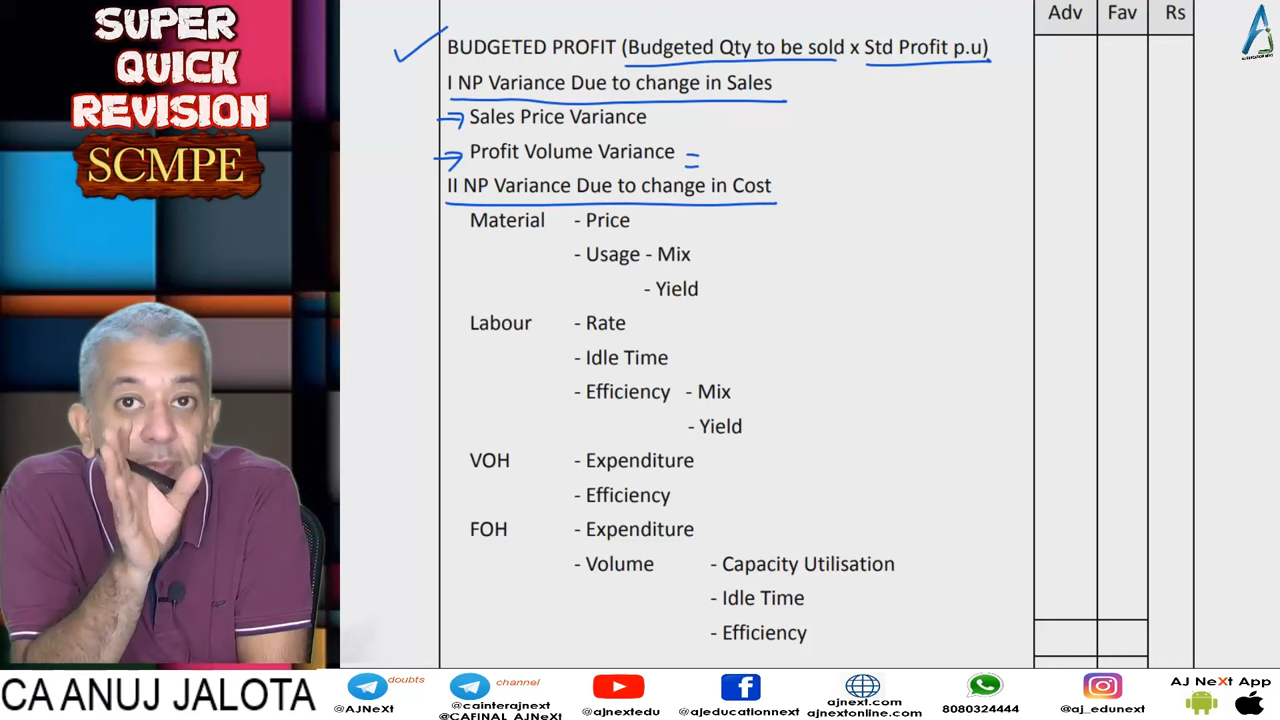 SUPER
QUICK
REVISION
SCMPE
Adv Fav Rs
BUDGETED PROFIT (Budgeted Qty to be sold x Std Profit p.u)
I NP Variance Due to change in Sales
Sales Price Variance
Profit Volume Variance =
II NP Variance Due to change in Cost
Material - Price
- Usage - Mix
- Yield
Labour - Rate
- Idle Time
- Efficiency - Mix
- Yield
VOH - Expenditure
- Efficiency
FOH - Expenditure
- Volume - Capacity Utilisation
- Idle Time
- Efficiency
CA ANUJ JALOTA
doubts
@AJNeXt
channel
@cainterajnext
@CAFINAL_AJNeXt
@ajnextedu
@ajeducationnext
ajnext.com
ajnextonline.com
8080324444
@aj_edunext
AJ NeXt App